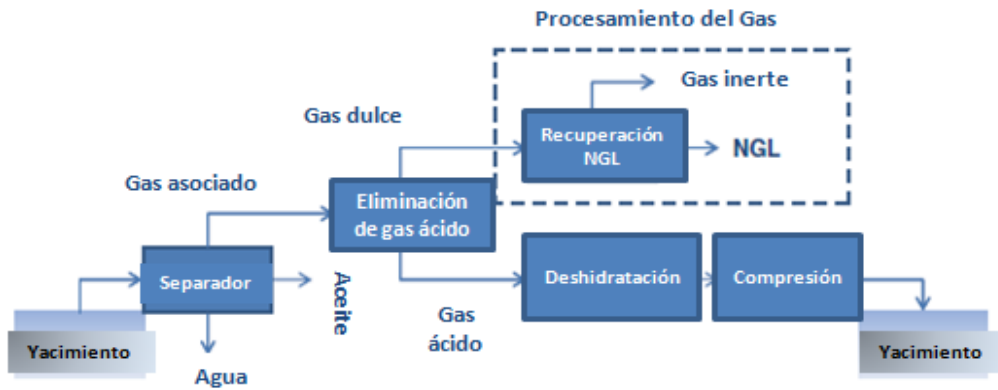 Procesamiento del Gas
Gas inerte
Gas dulce
Recuperación
NGL
NGL
Gas asociado
Eliminación
de gas ácido
Separador
Aceite
Deshidratación
Compresión
Gas
ácido
Yacimiento
Agua
Yacimiento